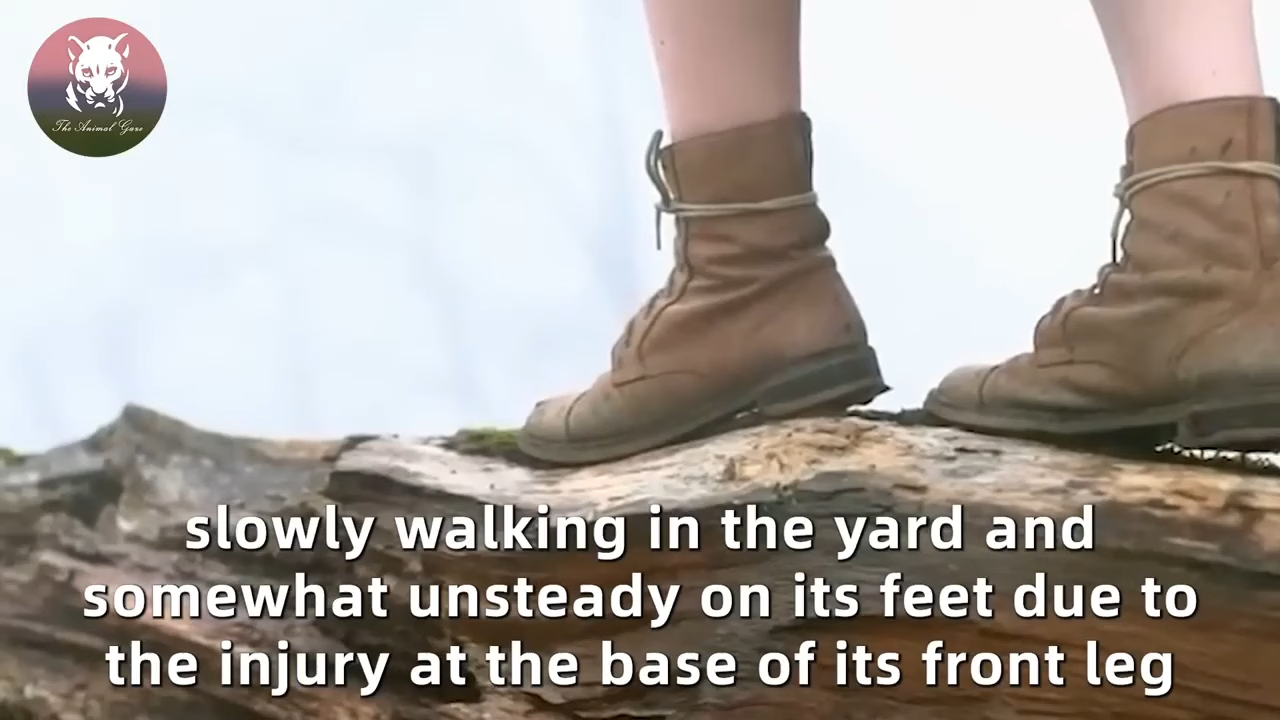 The Animal Gaze
slowly walking in the yard and
somewhat unsteady on its feet due to
the injury at the base of its front leg